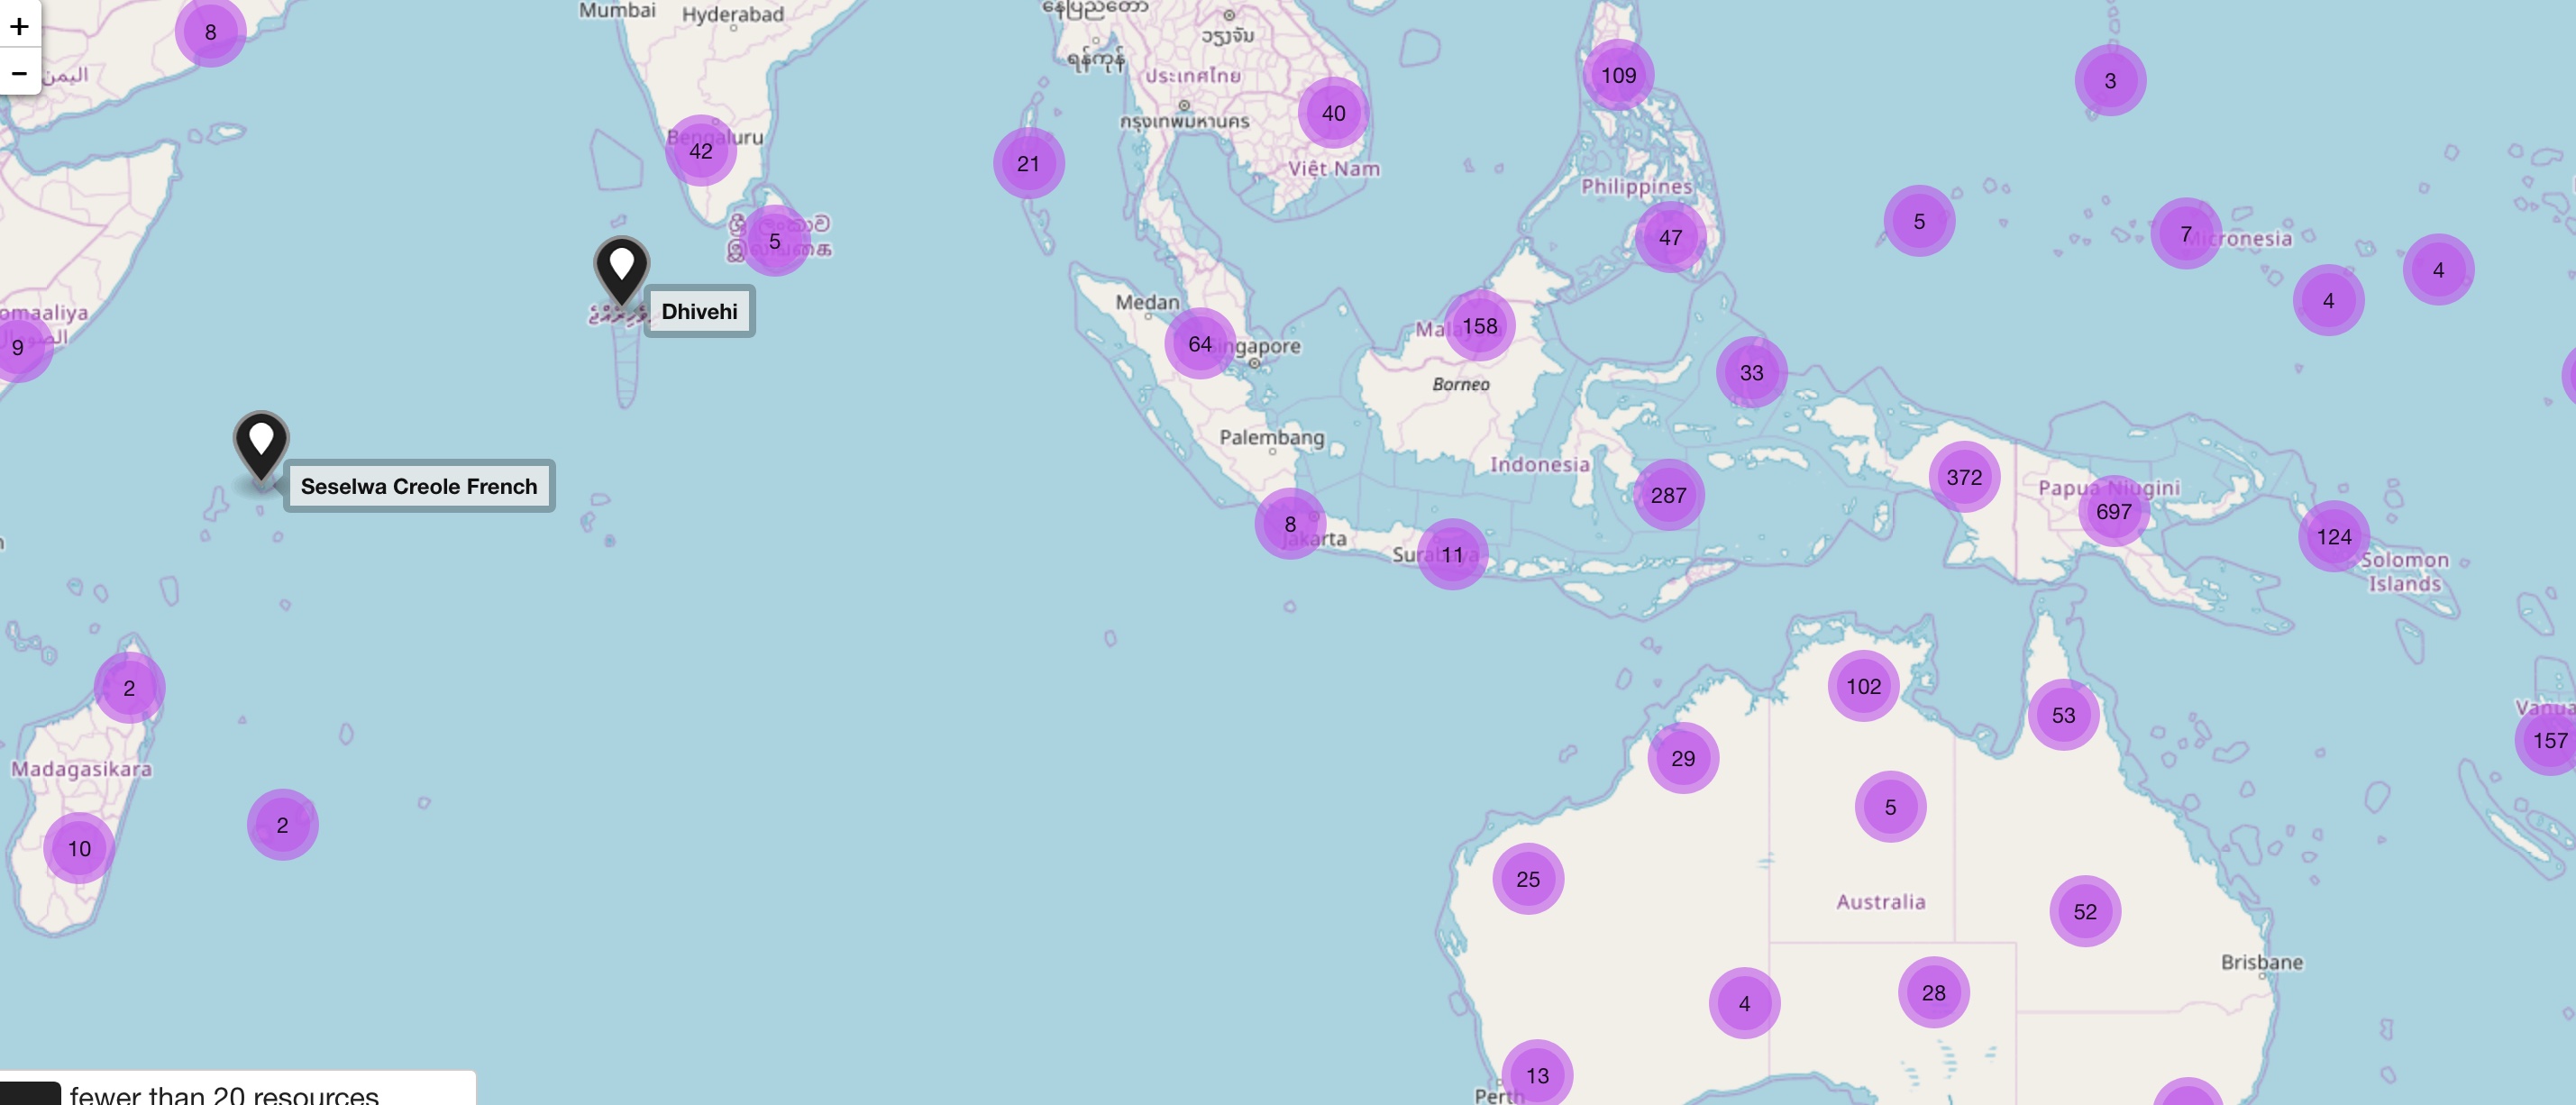 +
−
8
Mumbai
Hyderabad
နေပြည်တော်
ວຽງຈັນ
ရန်ကုန်
ประเทศไทย
กรุงเทพมหานคร
اليمن
109
3
40
Bengaluru
42
21
Việt Nam
Philippines
47
5
7
Micronesia
4
4
ශ්‍රී ලංකාව
இலங்கை
5
Dhivehi
Medan
64
Singapore
158
Borneo
33
9
Seselwa Creole French
Palembang
Indonesia
287
372
Papua Niugini
697
124
Solomon
Islands
8
Jakarta
Surabaya
11
2
Madagasikara
10
2
102
53
29
5
157
25
Australia
52
Brisbane
4
28
13
Perth
fewer than 20 resources